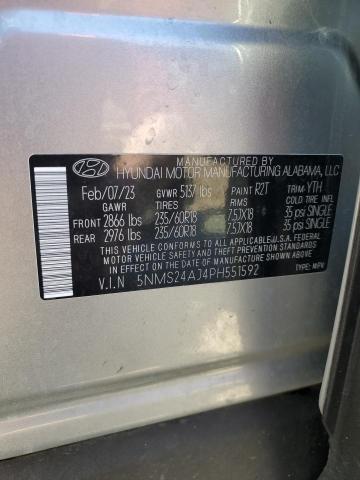 MANUFACTURED BY
HYUNDAI MOTOR MANUFACTURING ALABAMA, LLC
Feb/07/23 GVWR 5137 lbs PAINT R2T TRIM YTH
GAWR TIRES RIMS COLD TIRE INFL
FRONT 2866 lbs 235/60R18 7.5JX18 35 psi SINGLE
REAR 2976 lbs 235/60R18 7.5JX18 35 psi SINGLE
THIS VEHICLE CONFORMS TO ALL APPLICABLE U.S.A. FEDERAL
MOTOR VEHICLE SAFETY, BUMPER, AND THEFT PREVENTION
STANDARDS IN EFFECT ON THE DATE OF MANUFACTURE SHOWN ABOVE
V.I.N 5NMS24AJ4PH551592 TYPE: MPV